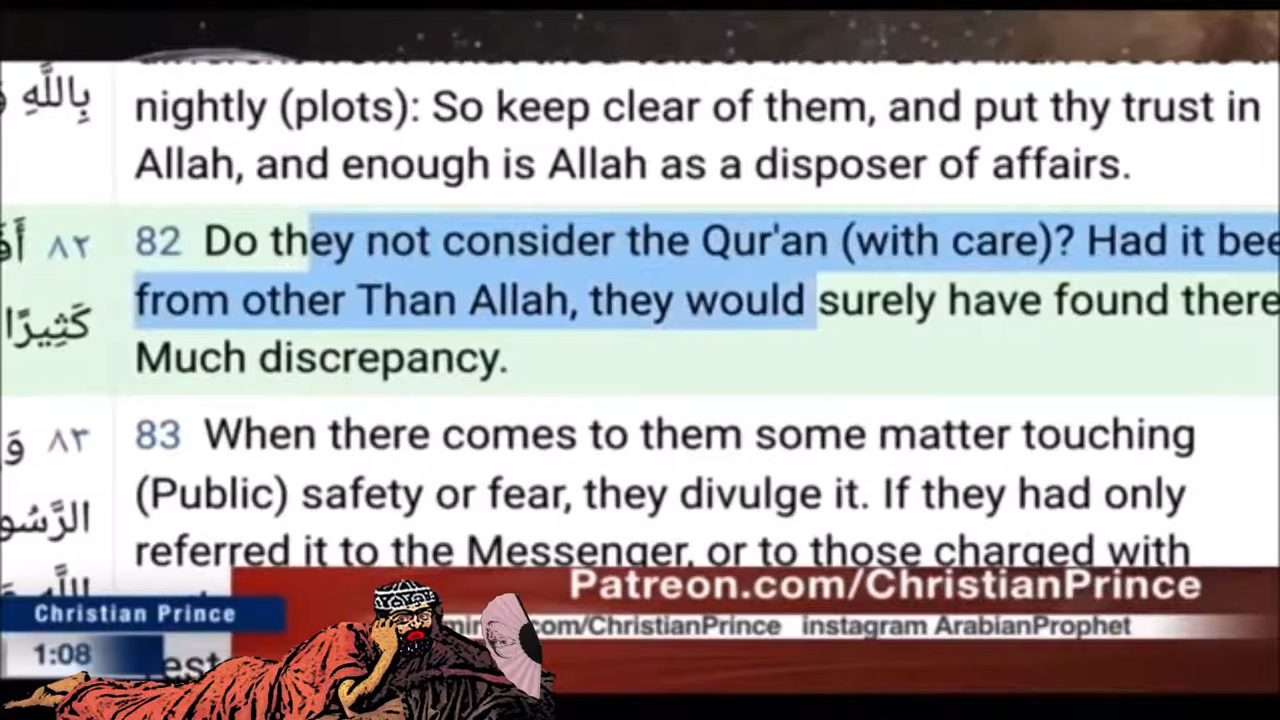 بِاللَّهِ
nightly (plots): So keep clear of them, and put thy trust in
Allah, and enough is Allah as a disposer of affairs.
٨٢
82 Do they not consider the Qur'an (with care)? Had it bee
from other Than Allah, they would surely have found there
كَثِيرًا
Much discrepancy.
٨٣
83 When there comes to them some matter touching
(Public) safety or fear, they divulge it. If they had only
referred it to the Messenger, or to those charged with
Patreon.com/ChristianPrince
Christian Prince
com/ChristianPrince instagram ArabianProphet
1:08